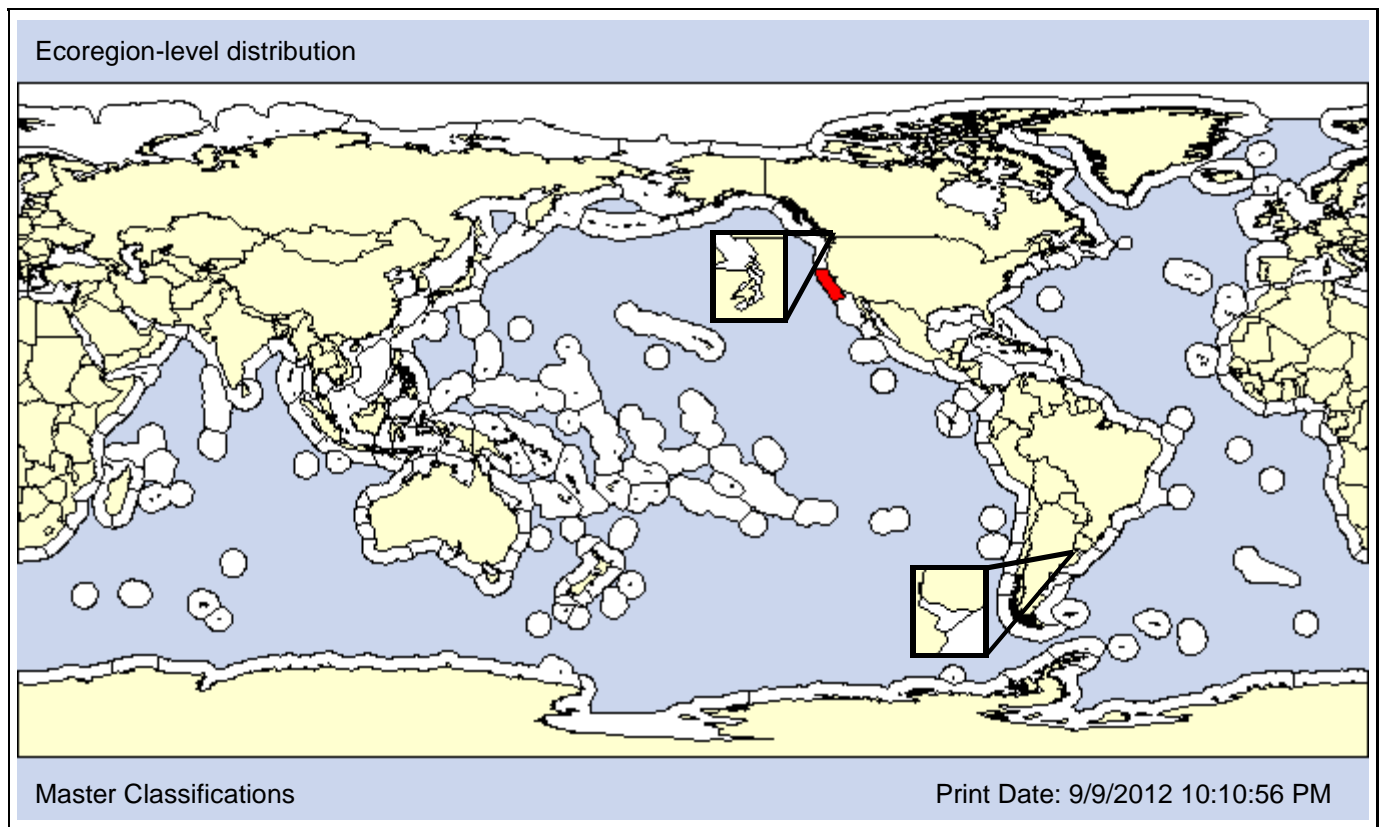 Ecoregion-level distribution
Master Classifications
Print Date: 9/9/2012 10:10:56 PM